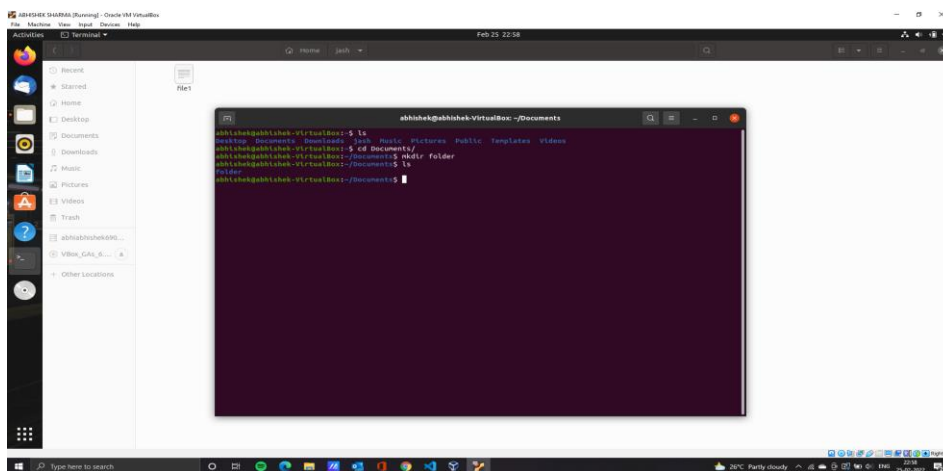 ABHISHEK SHARMA [Running] - Oracle VM VirtualBox
File Machine View Input Devices Help
Activities Terminal Feb 25 22:58
Home jash
Recent
Starred
Home
Desktop
Documents
Downloads
Music
Pictures
Videos
Trash
abhiabhishek690...
VBox_GAs_6....
+ Other Locations
file1
abhishek@abhishek-VirtualBox: ~/Documents
abhishek@abhishek-VirtualBox:~$ ls
Desktop Documents Downloads jash Music Pictures Public Templates Videos
abhishek@abhishek-VirtualBox:~$ cd Documents/
abhishek@abhishek-VirtualBox:~/Documents$ mkdir folder
abhishek@abhishek-VirtualBox:~/Documents$ ls
folder
abhishek@abhishek-VirtualBox:~/Documents$
Type here to search
26°C Partly cloudy ENG 22:58